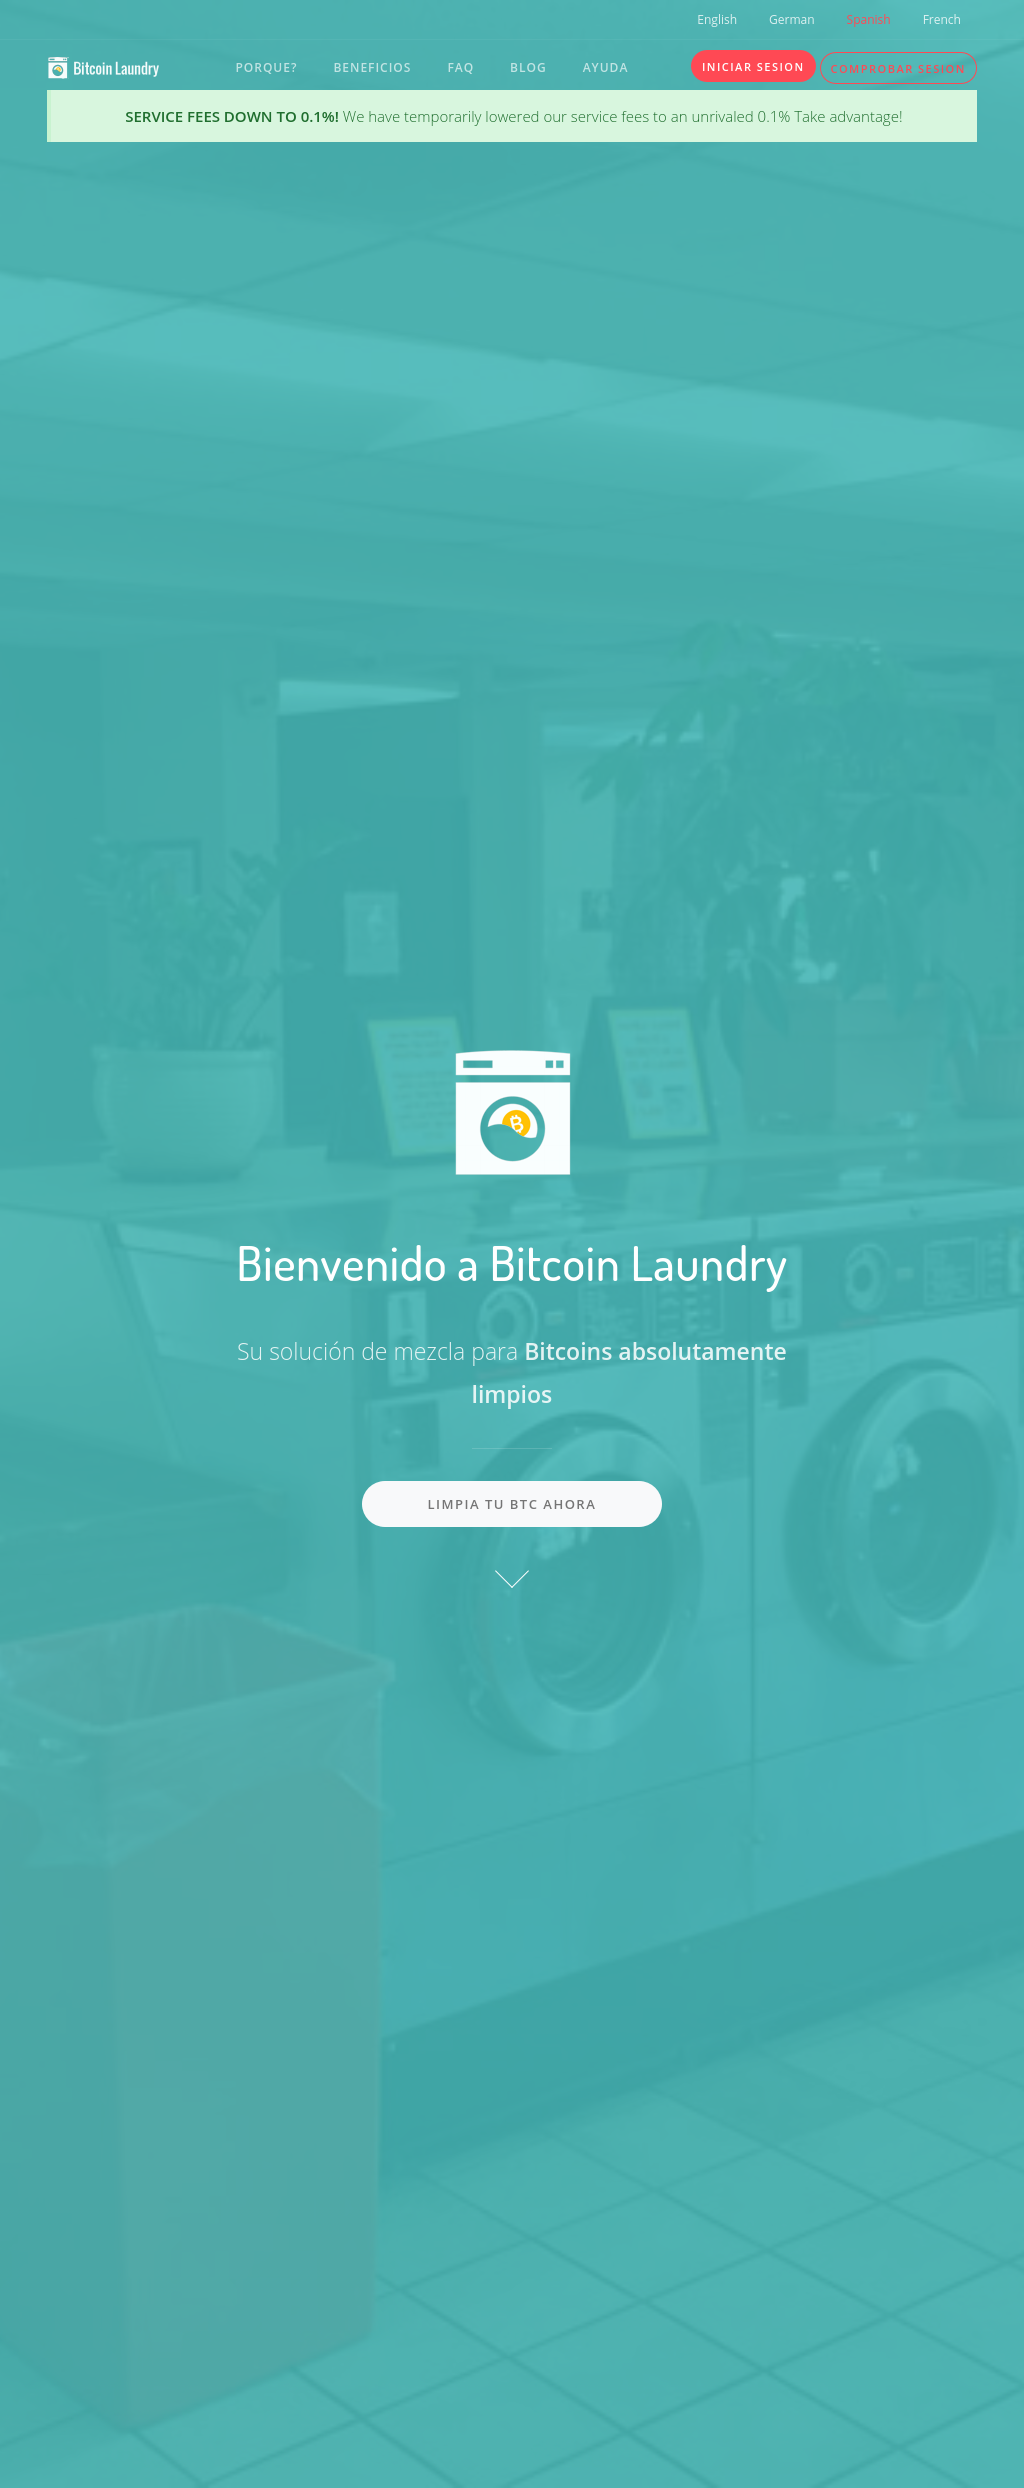 English German Spanish French
Bitcoin Laundry PORQUE? BENEFICIOS FAQ BLOG AYUDA INICIAR SESION COMPROBAR SESION
SERVICE FEES DOWN TO 0.1%! We have temporarily lowered our service fees to an unrivaled 0.1% Take advantage!
Bienvenido a Bitcoin Laundry
Su solución de mezcla para Bitcoins absolutamente
limpios
LIMPIA TU BTC AHORA